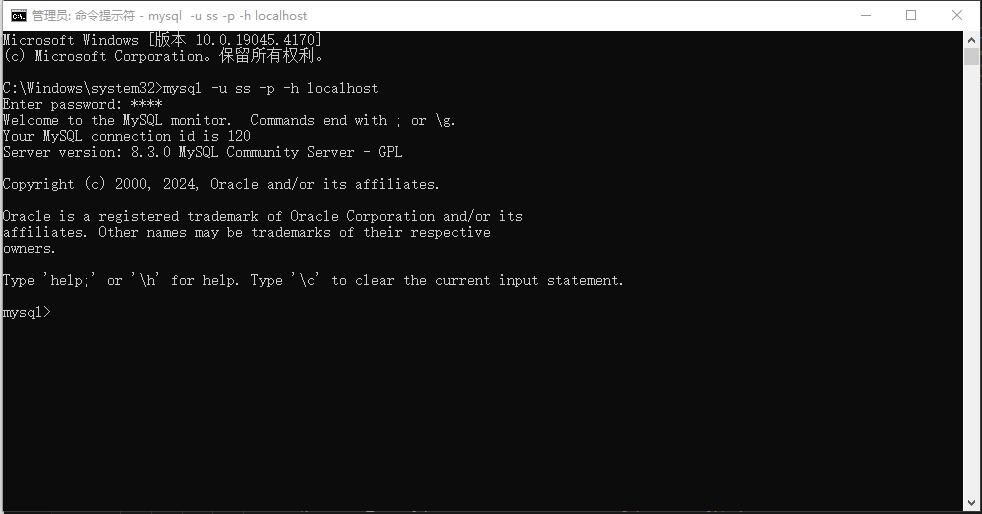 管理员: 命令提示符 - mysql  -u ss -p -h localhost
Microsoft Windows [版本 10.0.19045.4170]
(c) Microsoft Corporation。保留所有权利。
C:\Windows\system32>mysql -u ss -p -h localhost
Enter password: ****
Welcome to the MySQL monitor.  Commands end with ; or \g.
Your MySQL connection id is 120
Server version: 8.3.0 MySQL Community Server - GPL
Copyright (c) 2000, 2024, Oracle and/or its affiliates.
Oracle is a registered trademark of Oracle Corporation and/or its
affiliates. Other names may be trademarks of their respective
owners.
Type 'help;' or '\h' for help. Type '\c' to clear the current input statement.
mysql>